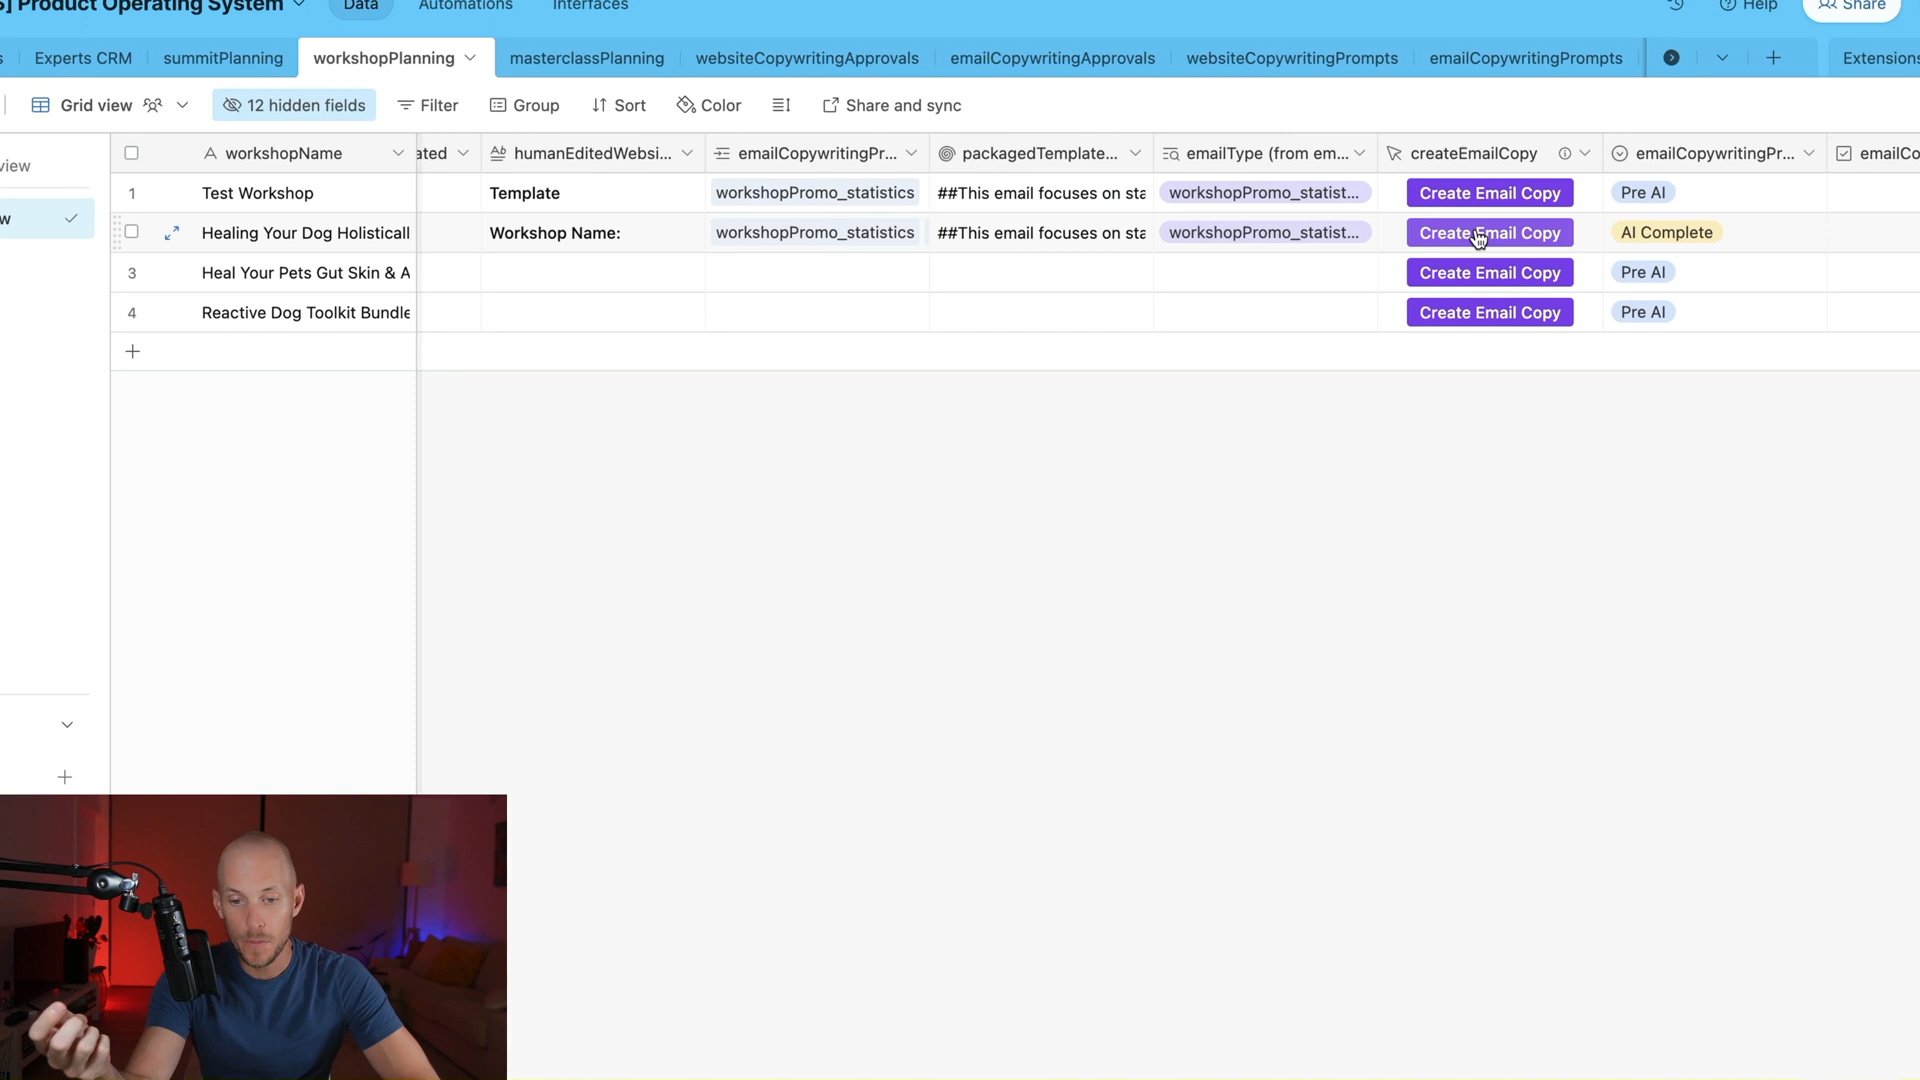 S] Product Operating System
Data
Automations
Interfaces
Help
Share
s
Experts CRM
summitPlanning
workshopPlanning
masterclassPlanning
websiteCopywritingApprovals
emailCopywritingApprovals
websiteCopywritingPrompts
emailCopywritingPrompts
Extensions
Grid view
12 hidden fields
Filter
Group
Sort
Color
Share and sync
view
w
workshopName
ated
humanEditedWebsi...
emailCopywritingPr...
packagedTemplate...
emailType (from em...
createEmailCopy
emailCopywritingPr...
emailCo
1 Test Workshop Template workshopPromo_statistics ##This email focuses on sta workshopPromo_statist... Create Email Copy Pre AI
Healing Your Dog Holisticall Workshop Name: workshopPromo_statistics ##This email focuses on sta workshopPromo_statist... Create Email Copy AI Complete
3 Heal Your Pets Gut Skin & A Create Email Copy Pre AI
4 Reactive Dog Toolkit Bundle Create Email Copy Pre AI